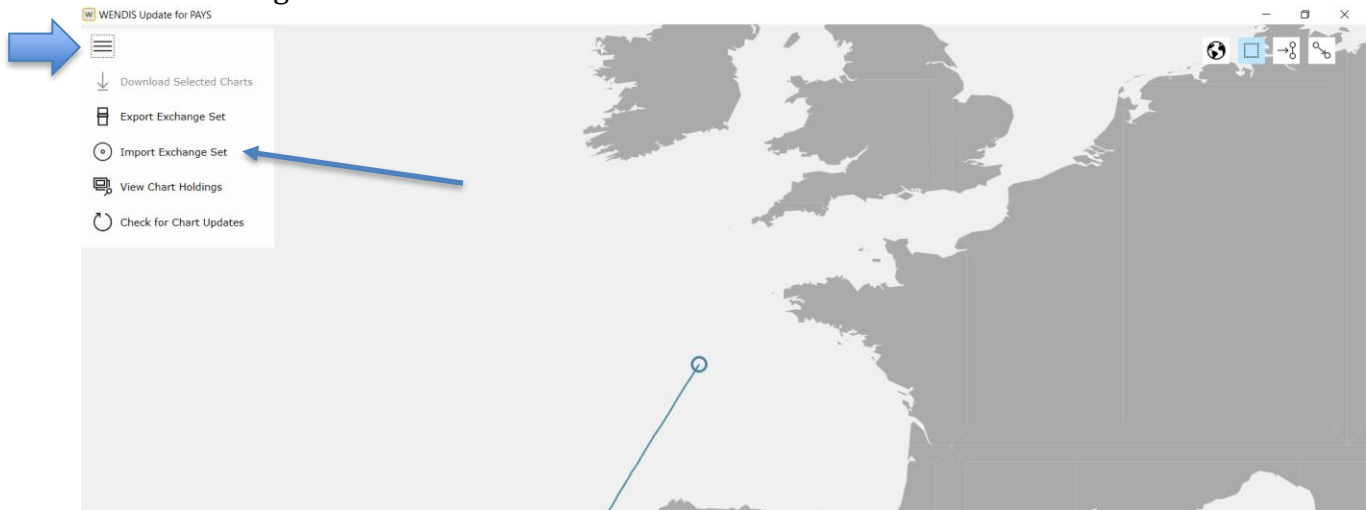 WENDIS Update for PAYS
Download Selected Charts
Export Exchange Set
Import Exchange Set
View Chart Holdings
Check for Chart Updates